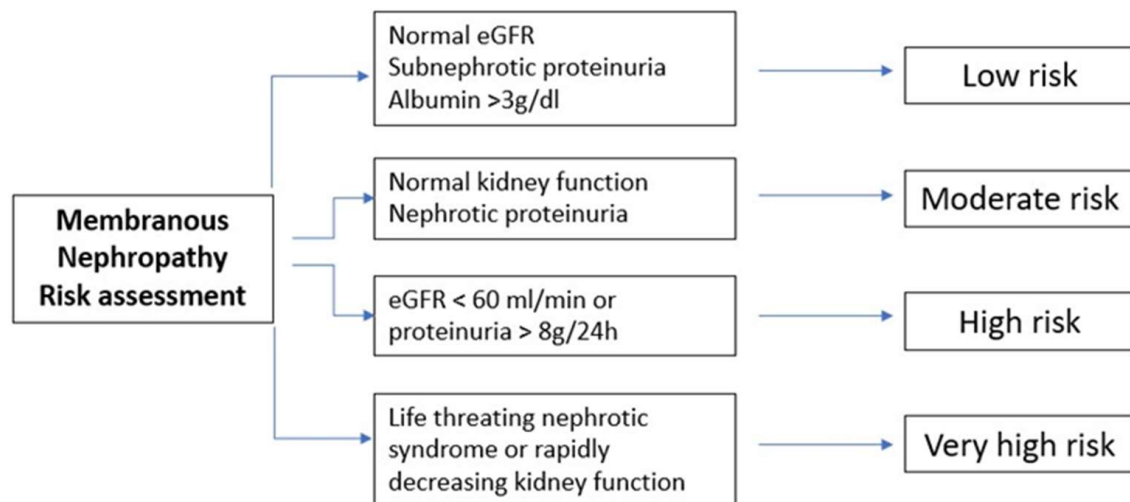 Membranous
Nephropathy
Risk assessment
Normal eGFR
Subnephrotic proteinuria
Albumin >3g/dl
Low risk
Normal kidney function
Nephrotic proteinuria
Moderate risk
eGFR < 60 ml/min or
proteinuria > 8g/24h
High risk
Life threating nephrotic
syndrome or rapidly
decreasing kidney function
Very high risk